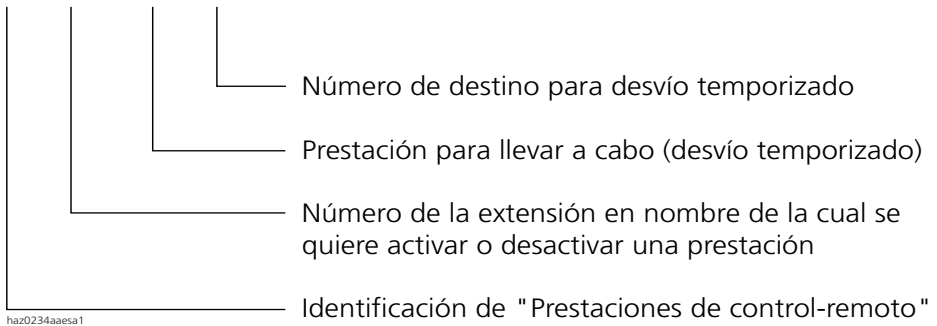 Número de destino para desvío temporizado
Prestación para llevar a cabo (desvío temporizado)
Número de la extensión en nombre de la cual se
quiere activar o desactivar una prestación
Identificación de "Prestaciones de control-remoto"
haz0234aaesa1